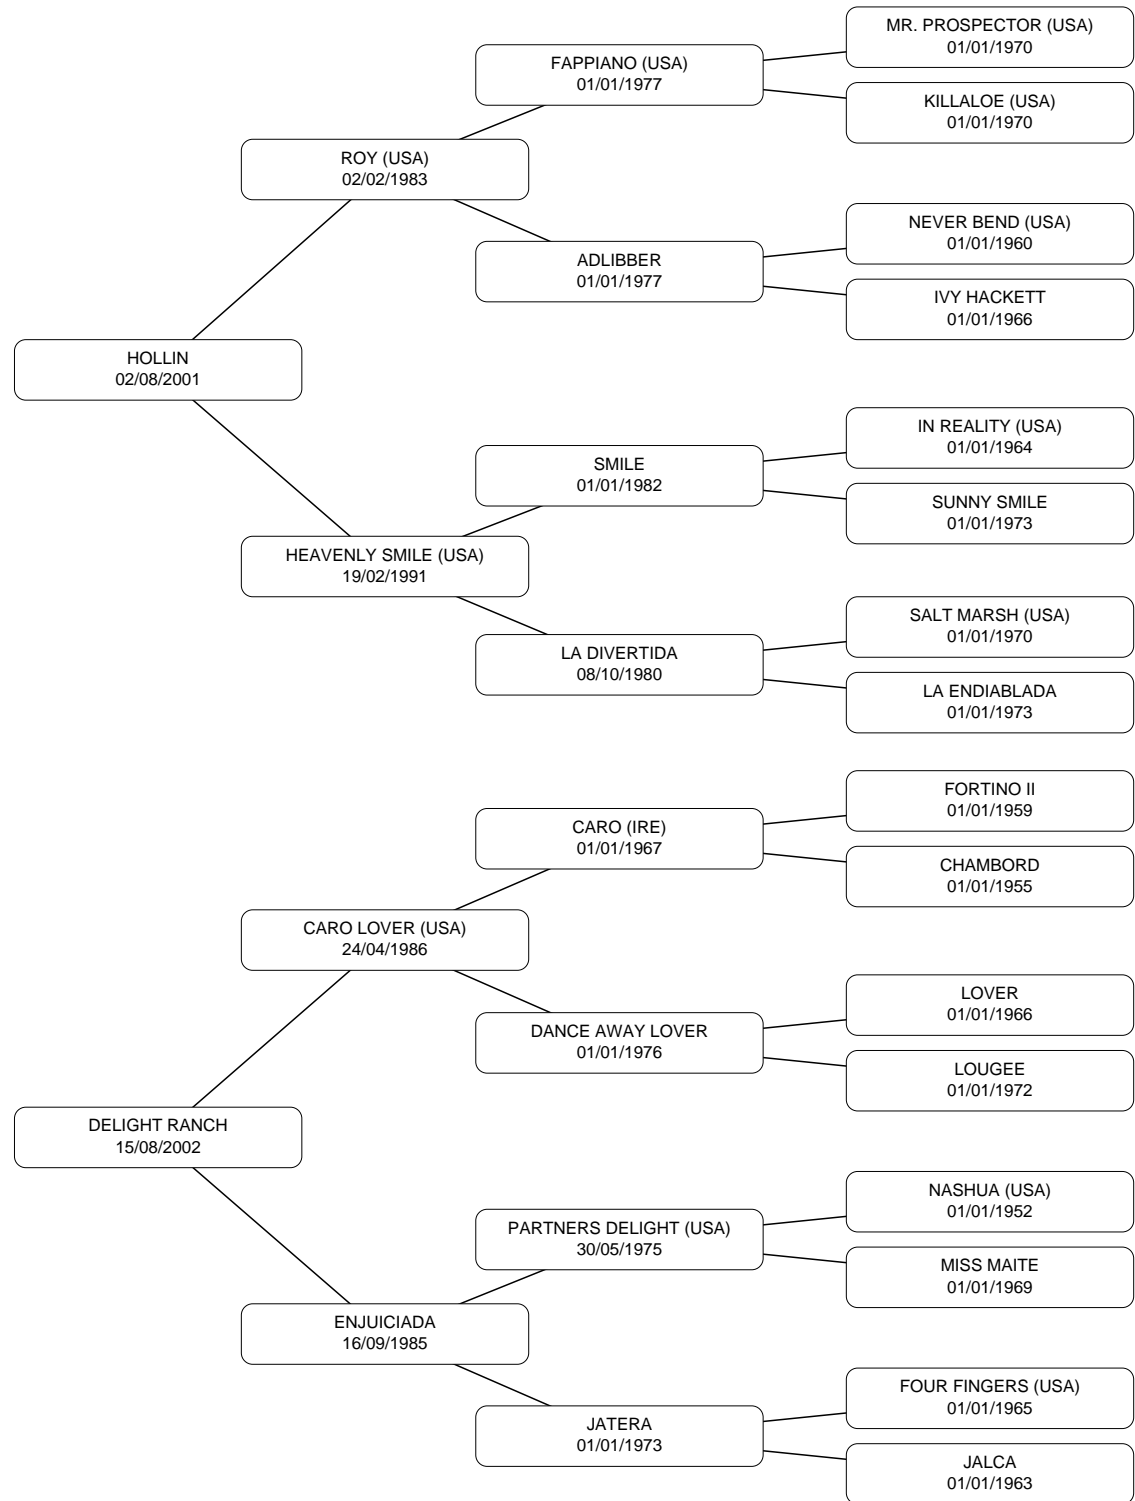 MR. PROSPECTOR (USA)
01/01/1970
FAPPIANO (USA)
01/01/1977
KILLALOE (USA)
01/01/1970
ROY (USA)
02/02/1983
NEVER BEND (USA)
01/01/1960
ADLIBBER
01/01/1977
IVY HACKETT
01/01/1966
HOLLIN
02/08/2001
IN REALITY (USA)
01/01/1964
SMILE
01/01/1982
SUNNY SMILE
01/01/1973
HEAVENLY SMILE (USA)
19/02/1991
SALT MARSH (USA)
01/01/1970
LA DIVERTIDA
08/10/1980
LA ENDIABLADA
01/01/1973
FORTINO II
01/01/1959
CARO (IRE)
01/01/1967
CHAMBORD
01/01/1955
CARO LOVER (USA)
24/04/1986
LOVER
01/01/1966
DANCE AWAY LOVER
01/01/1976
LOUGEE
01/01/1972
DELIGHT RANCH
15/08/2002
NASHUA (USA)
01/01/1952
PARTNERS DELIGHT (USA)
30/05/1975
MISS MAITE
01/01/1969
ENJUICIADA
16/09/1985
FOUR FINGERS (USA)
01/01/1965
JATERA
01/01/1973
JALCA
01/01/1963